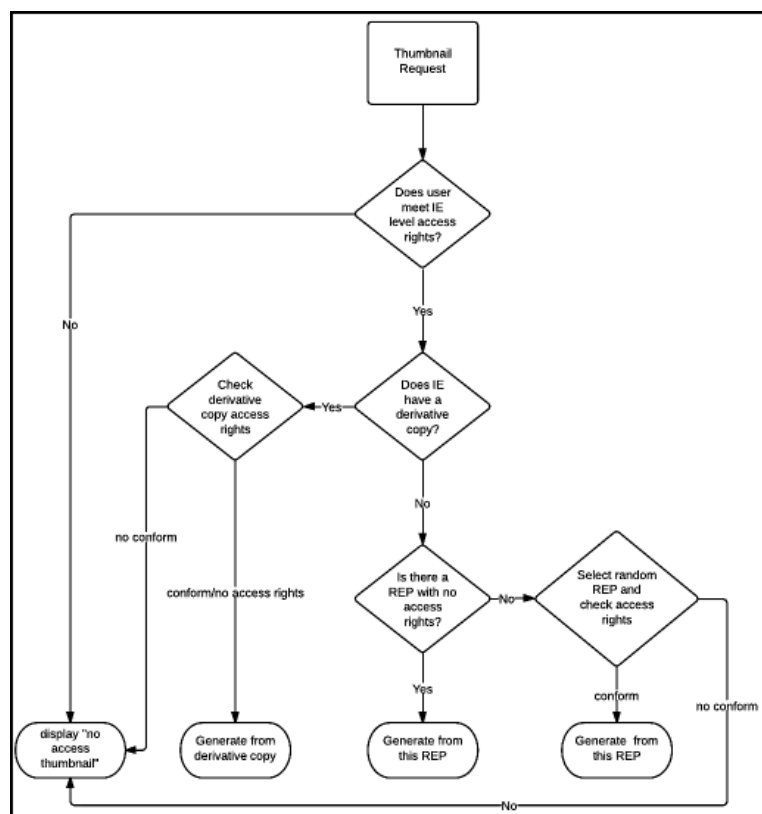 Thumbnail
Request
Does user
meet IE
level access
rights?
No
Yes
Check
derivative
copy access
rights
Yes
Does IE
have a
derivative
copy?
No
no conform
conform/no access rights
Is there a
REP with no
access
rights?
No
Select random
REP and
check access
rights
Yes
conform
no conform
display "no
access
thumbnail"
Generate from
derivative copy
Generate from
this REP
Generate  from
this REP
No